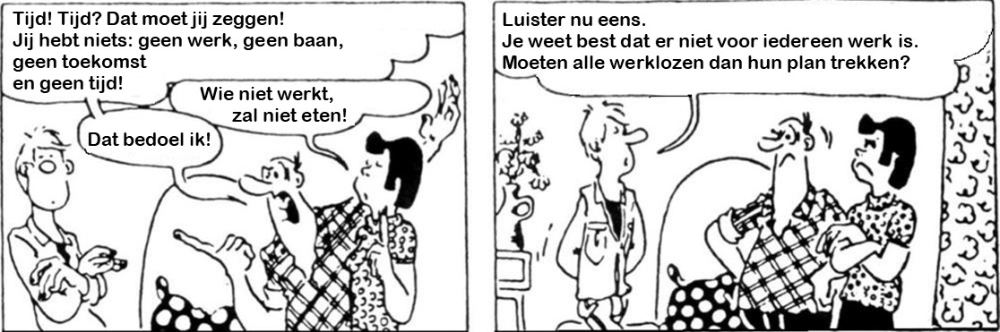 Tijd! Tijd? Dat moet jij zeggen!
Jij hebt niets: geen werk, geen baan,
geen toekomst
en geen tijd!
Wie niet werkt,
zal niet eten!
Dat bedoel ik!
Luister nu eens.
Je weet best dat er niet voor iedereen werk is.
Moeten alle werklozen dan hun plan trekken?